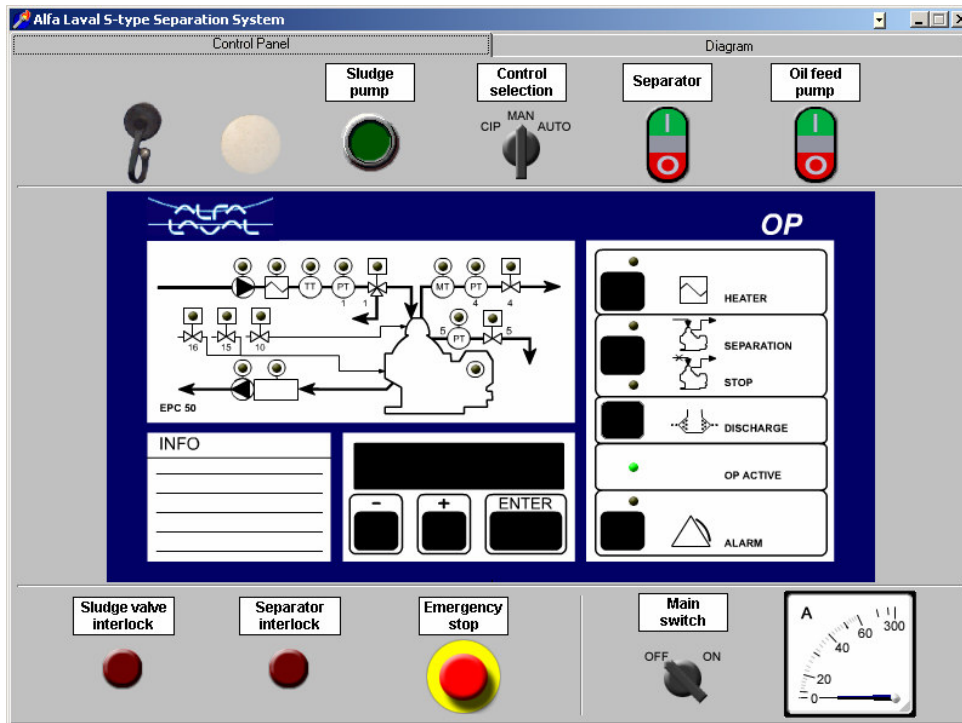 Alfa Laval S-type Separation System
Control Panel
Diagram
Sludge
pump
Control
selection
Separator
Oil feed
pump
CIP MAN AUTO
I
O
I
O
ALFA
LAVAL
OP
TT PT
1 1
MT PT
4 4
16 15 10
5 PT 5
EPC 50
HEATER
SEPARATION
STOP
DISCHARGE
OP ACTIVE
ALARM
INFO
- + ENTER
Sludge valve
interlock
Separator
interlock
Emergency
stop
Main
switch
OFF ON
A
0 20 40 60 300